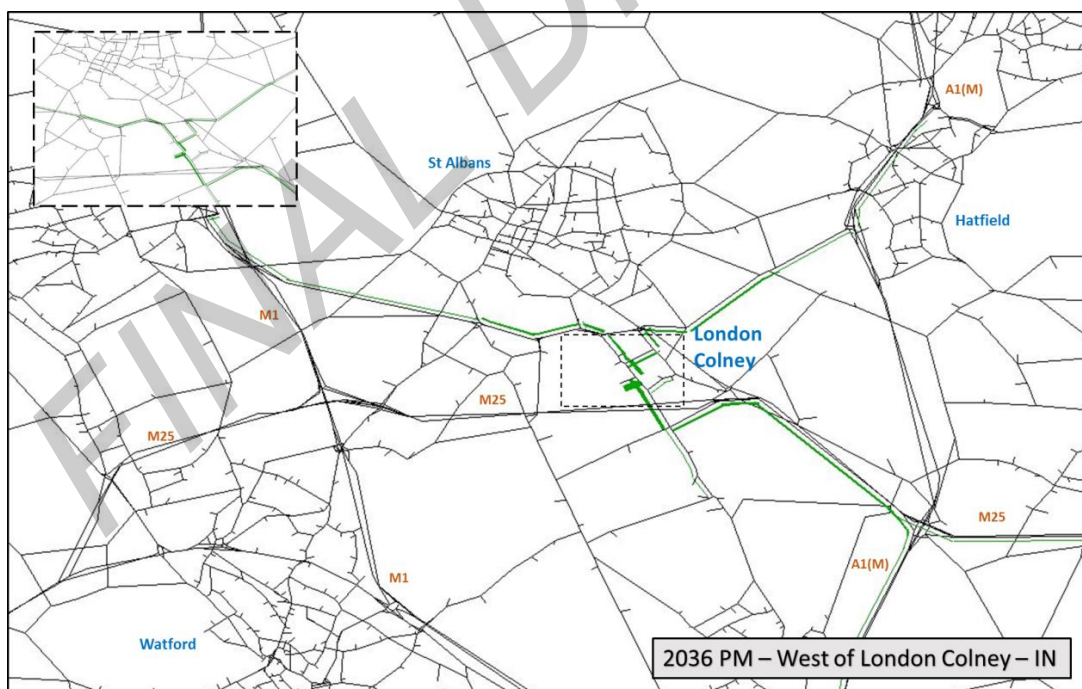 A1(M)
St Albans
Hatfield
M1
London
Colney
M25
M25
M25
A1(M)
M1
Watford
2036 PM – West of London Colney – IN
FINAL D